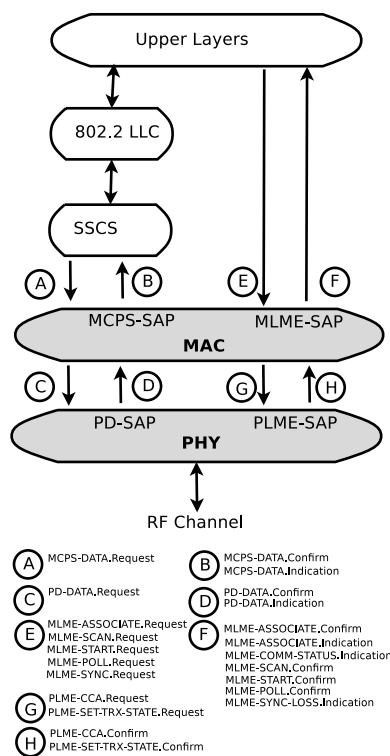 Upper Layers
802.2 LLC
SSCS
A
B
E
F
MCPS-SAP
MLME-SAP
MAC
C
D
G
H
PD-SAP
PLME-SAP
PHY
RF Channel
A
MCPS-DATA.Request
B
MCPS-DATA.Confirm
MCPS-DATA.Indication
C
PD-DATA.Request
D
PD-DATA.Confirm
PD-DATA.Indication
E
MLME-ASSOCIATE.Request
MLME-SCAN.Request
MLME-START.Request
MLME-POLL.Request
MLME-SYNC.Request
F
MLME-ASSOCIATE.Confirm
MLME-ASSOCIATE.Indication
MLME-COMM-STATUS.Indication
MLME-SCAN.Confirm
MLME-START.Confirm
MLME-POLL.Confirm
MLME-SYNC-LOSS.Indication
G
PLME-CCA.Request
PLME-SET-TRX-STATE.Request
H
PLME-CCA.Confirm
PLME-SET-TRX-STATE.Confirm